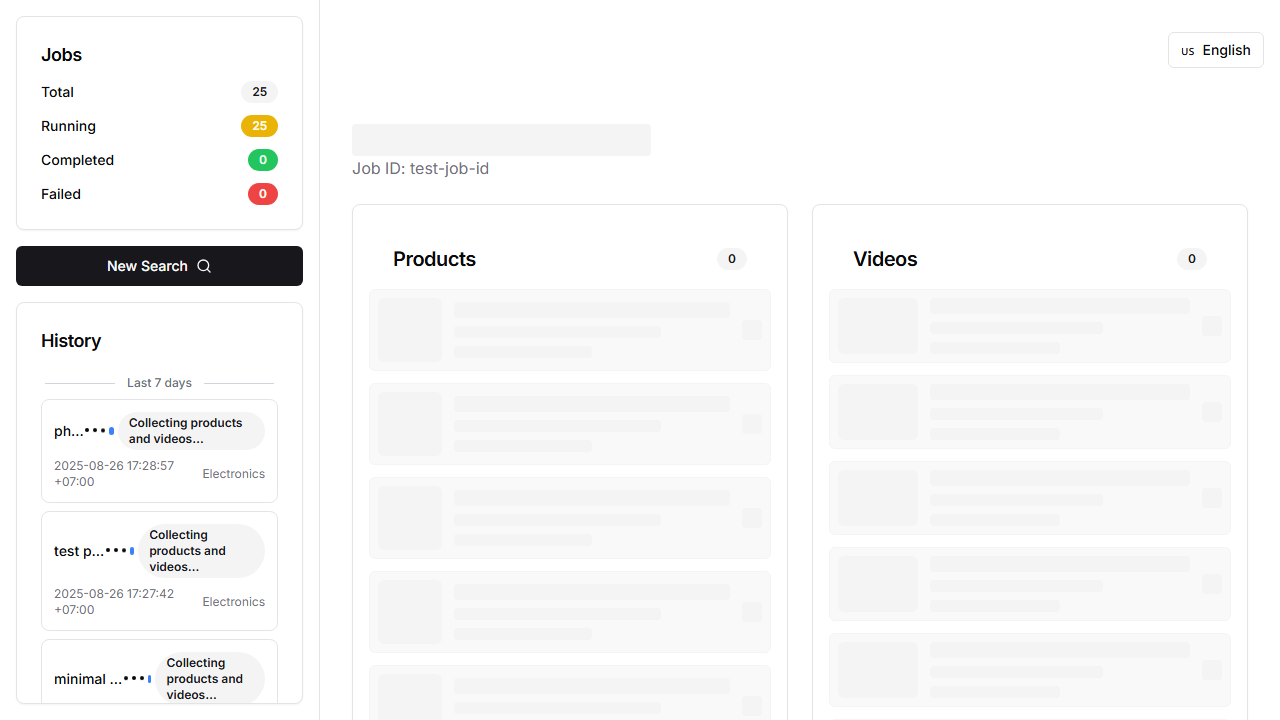 Jobs
Total 25
Running 25
Completed 0
Failed 0
New Search
History
Last 7 days
ph...
Collecting products
and videos...
2025-08-26 17:28:57
+07:00
Electronics
test p...
Collecting
products and
videos...
2025-08-26 17:27:42
+07:00
Electronics
minimal ...
Collecting
products and
videos...
US English
Job ID: test-job-id
Products 0
Videos 0